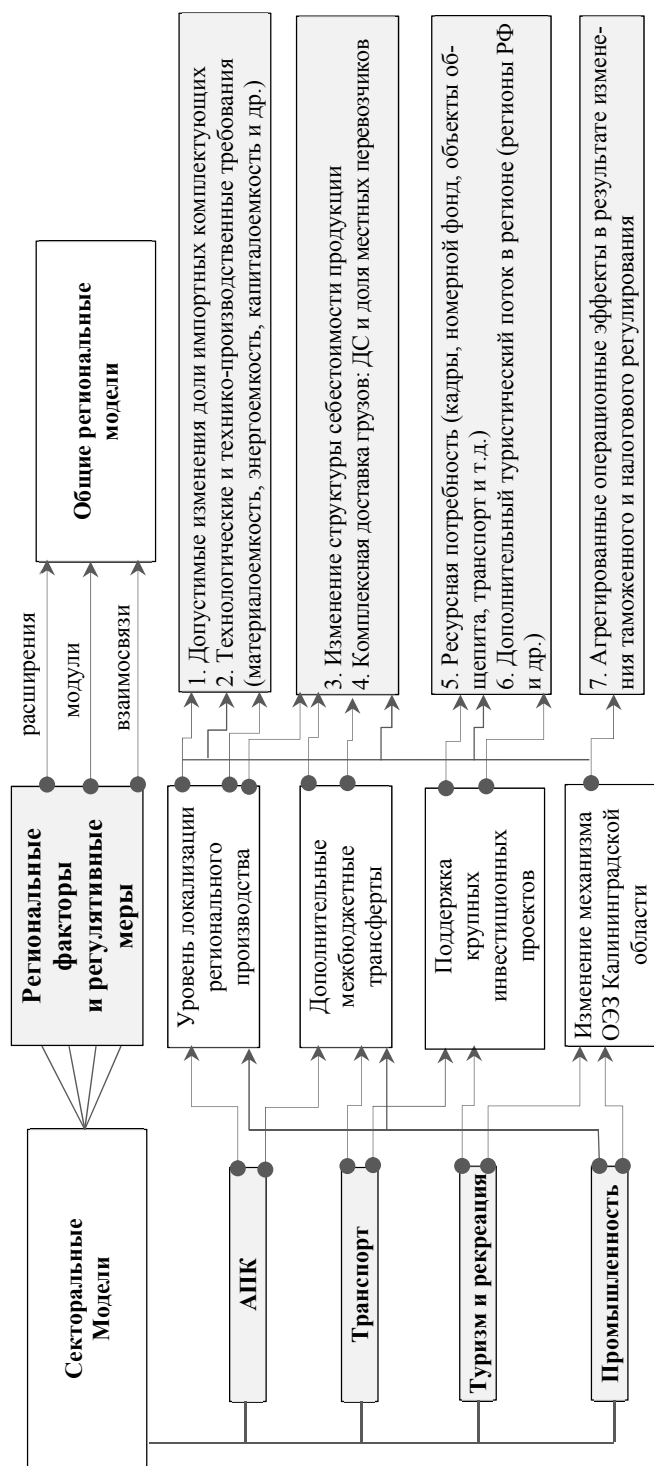 Секторальные
Модели
Региональные
факторы
и регулятивные
меры
расширения
модули
взаимосвязи
Общие региональные
модели
АПК
Транспорт
Туризм и рекреация
Промышленность
Уровень локализации
регионального
производства
Дополнительные
межбюджетные
трансферты
Поддержка
крупных
инвестиционных
проектов
Изменение механизма
ОЭЗ Калининградской
области
1. Допустимые изменения доли импортных комплектующих
2. Технологические и технико-производственные требования
(материалоемкость, энергоемкость, капиталоемкость и др.)
3. Изменение структуры себестоимости продукции
4. Комплексная доставка грузов: ДС и доля местных перевозчиков
5. Ресурсная потребность (кадры, номерной фонд, объекты об-
щепита, транспорт и т.д.)
6. Дополнительный туристический поток в регионе (регионы РФ
и др.)
7. Агрегированные операционные эффекты в результате измене-
ния таможенного и налогового регулирования